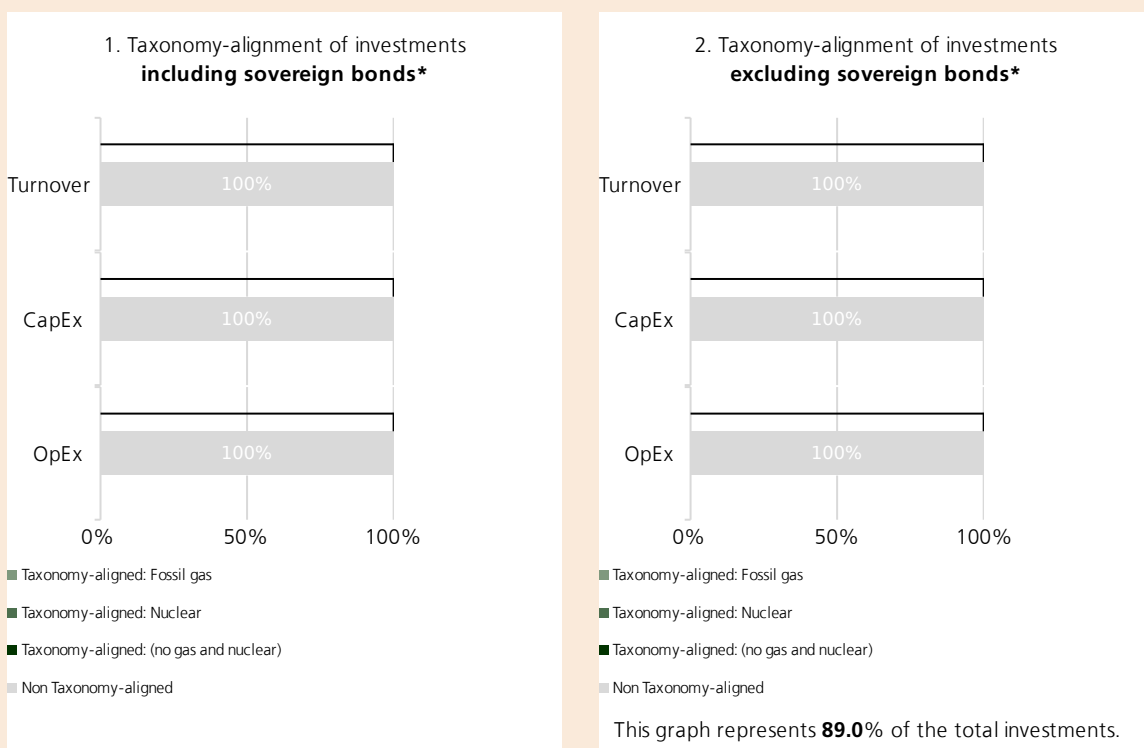 1. Taxonomy-alignment of investments
including sovereign bonds*
Turnover
100%
CapEx
100%
OpEx
100%
0%
50%
100%
Taxonomy-aligned: Fossil gas
Taxonomy-aligned: Nuclear
Taxonomy-aligned: (no gas and nuclear)
Non Taxonomy-aligned
2. Taxonomy-alignment of investments
excluding sovereign bonds*
Turnover
100%
CapEx
100%
OpEx
100%
0%
50%
100%
Taxonomy-aligned: Fossil gas
Taxonomy-aligned: Nuclear
Taxonomy-aligned: (no gas and nuclear)
Non Taxonomy-aligned
This graph represents 89.0% of the total investments.